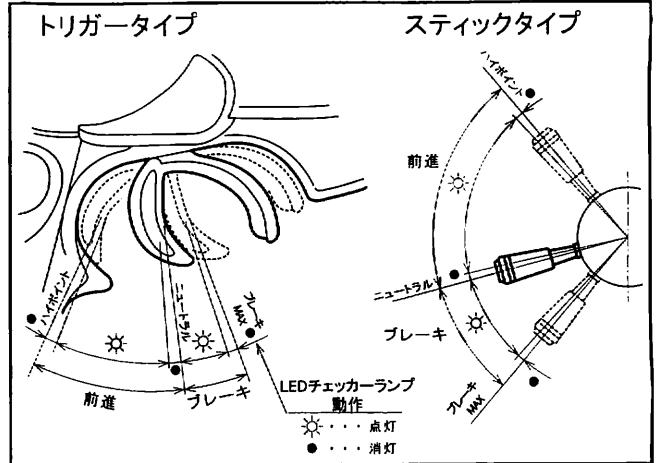 トリガータイプ
スティックタイプ
ハイポイント
前進
ニュートラル
ブレーキ
ブレーキ
MAX
ハイポイント
ニュートラル
ブレーキ
MAX
前進
ブレーキ
LEDチェッカーランプ
動作
・・・点灯
・・・消灯